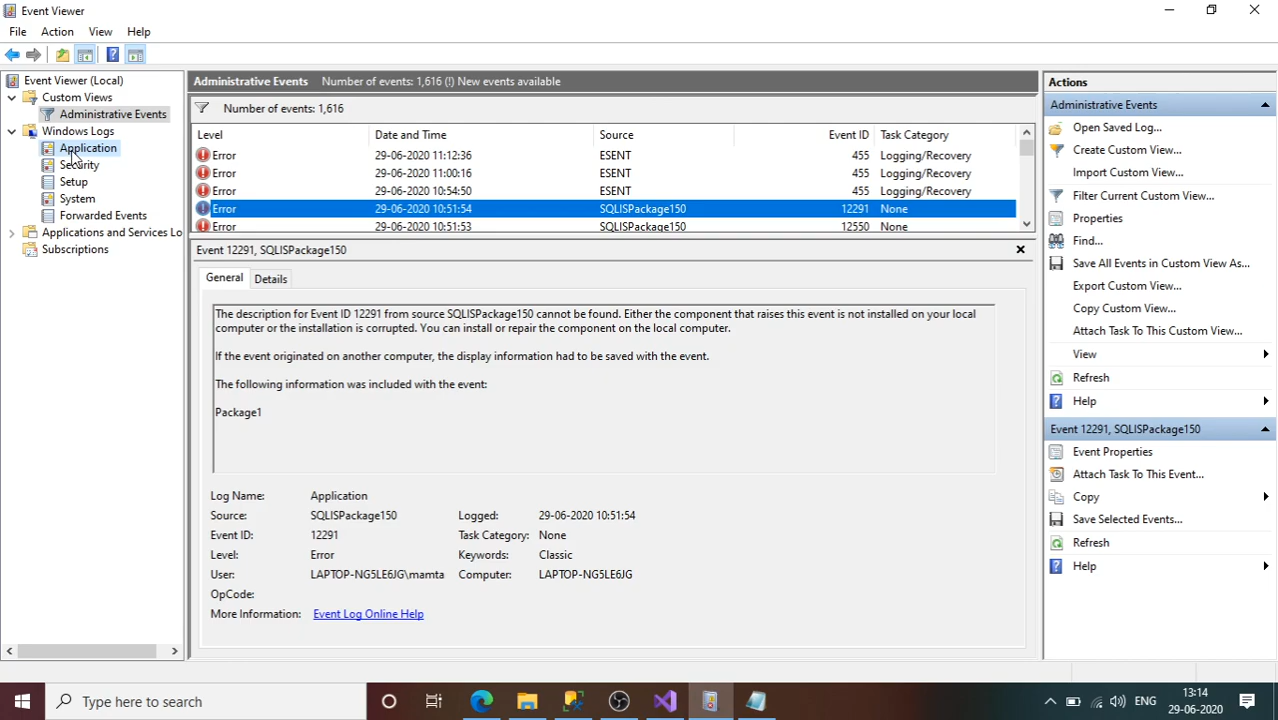 Event Viewer
File Action View Help
Event Viewer (Local)
Custom Views
Administrative Events
Windows Logs
Application
Security
Setup
System
Forwarded Events
Applications and Services Lo
Subscriptions
Administrative Events Number of events: 1,616 (!) New events available
Number of events: 1,616
Level Date and Time Source Event ID Task Category
Error 29-06-2020 11:12:36 ESENT 455 Logging/Recovery
Error 29-06-2020 11:00:16 ESENT 455 Logging/Recovery
Error 29-06-2020 10:54:50 ESENT 455 Logging/Recovery
Error 29-06-2020 10:51:54 SQLISPackage150 12291 None
Error 29-06-2020 10:51:53 SQLISPackage150 12550 None
Event 12291, SQLISPackage150
General Details
The description for Event ID 12291 from source SQLISPackage150 cannot be found. Either the component that raises this event is not installed on your local
computer or the installation is corrupted. You can install or repair the component on the local computer.
If the event originated on another computer, the display information had to be saved with the event.
The following information was included with the event:
Package1
Log Name: Application
Source: SQLISPackage150 Logged: 29-06-2020 10:51:54
Event ID: 12291 Task Category: None
Level: Error Keywords: Classic
User: LAPTOP-NG5LE6JG\mamta Computer: LAPTOP-NG5LE6JG
OpCode:
More Information: Event Log Online Help
Actions
Administrative Events
Open Saved Log...
Create Custom View...
Import Custom View...
Filter Current Custom View...
Properties
Find...
Save All Events in Custom View As...
Export Custom View...
Copy Custom View...
Attach Task To This Custom View...
View
Refresh
Help
Event 12291, SQLISPackage150
Event Properties
Attach Task To This Event...
Copy
Save Selected Events...
Refresh
Help
Type here to search
ENG
13:14
29-06-2020